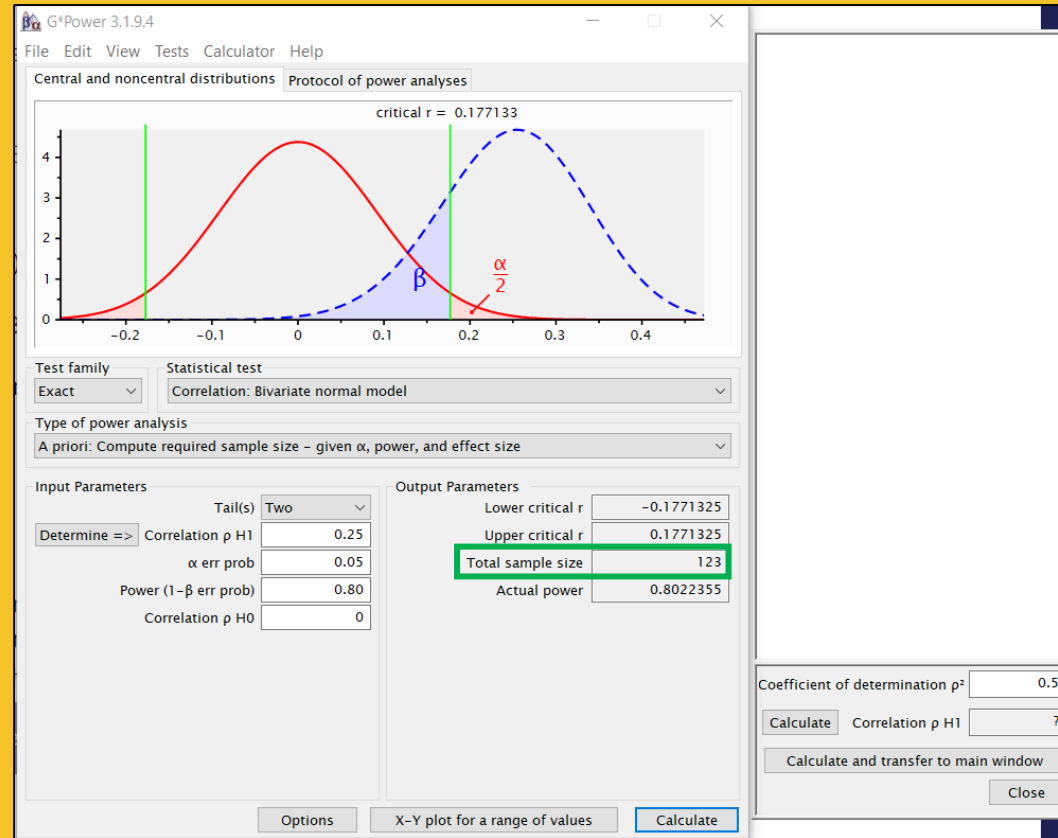 βα G*Power 3.1.9.4
File Edit View Tests Calculator Help
Central and noncentral distributions Protocol of power analyses
critical r = 0.177133
4
3
2
1
0
β
α
2
-0.2 -0.1 0 0.1 0.2 0.3 0.4
Test family Statistical test
Exact Correlation: Bivariate normal model
Type of power analysis
A priori: Compute required sample size – given α, power, and effect size
Input Parameters
Tail(s) Two
Determine => Correlation ρ H1 0.25
α err prob 0.05
Power (1-β err prob) 0.80
Correlation ρ H0 0
Output Parameters
Lower critical r -0.1771325
Upper critical r 0.1771325
Total sample size 123
Actual power 0.8022355
Options X-Y plot for a range of values Calculate
Coefficient of determination ρ² 0.5
Calculate Correlation ρ H1 ?
Calculate and transfer to main window
Close